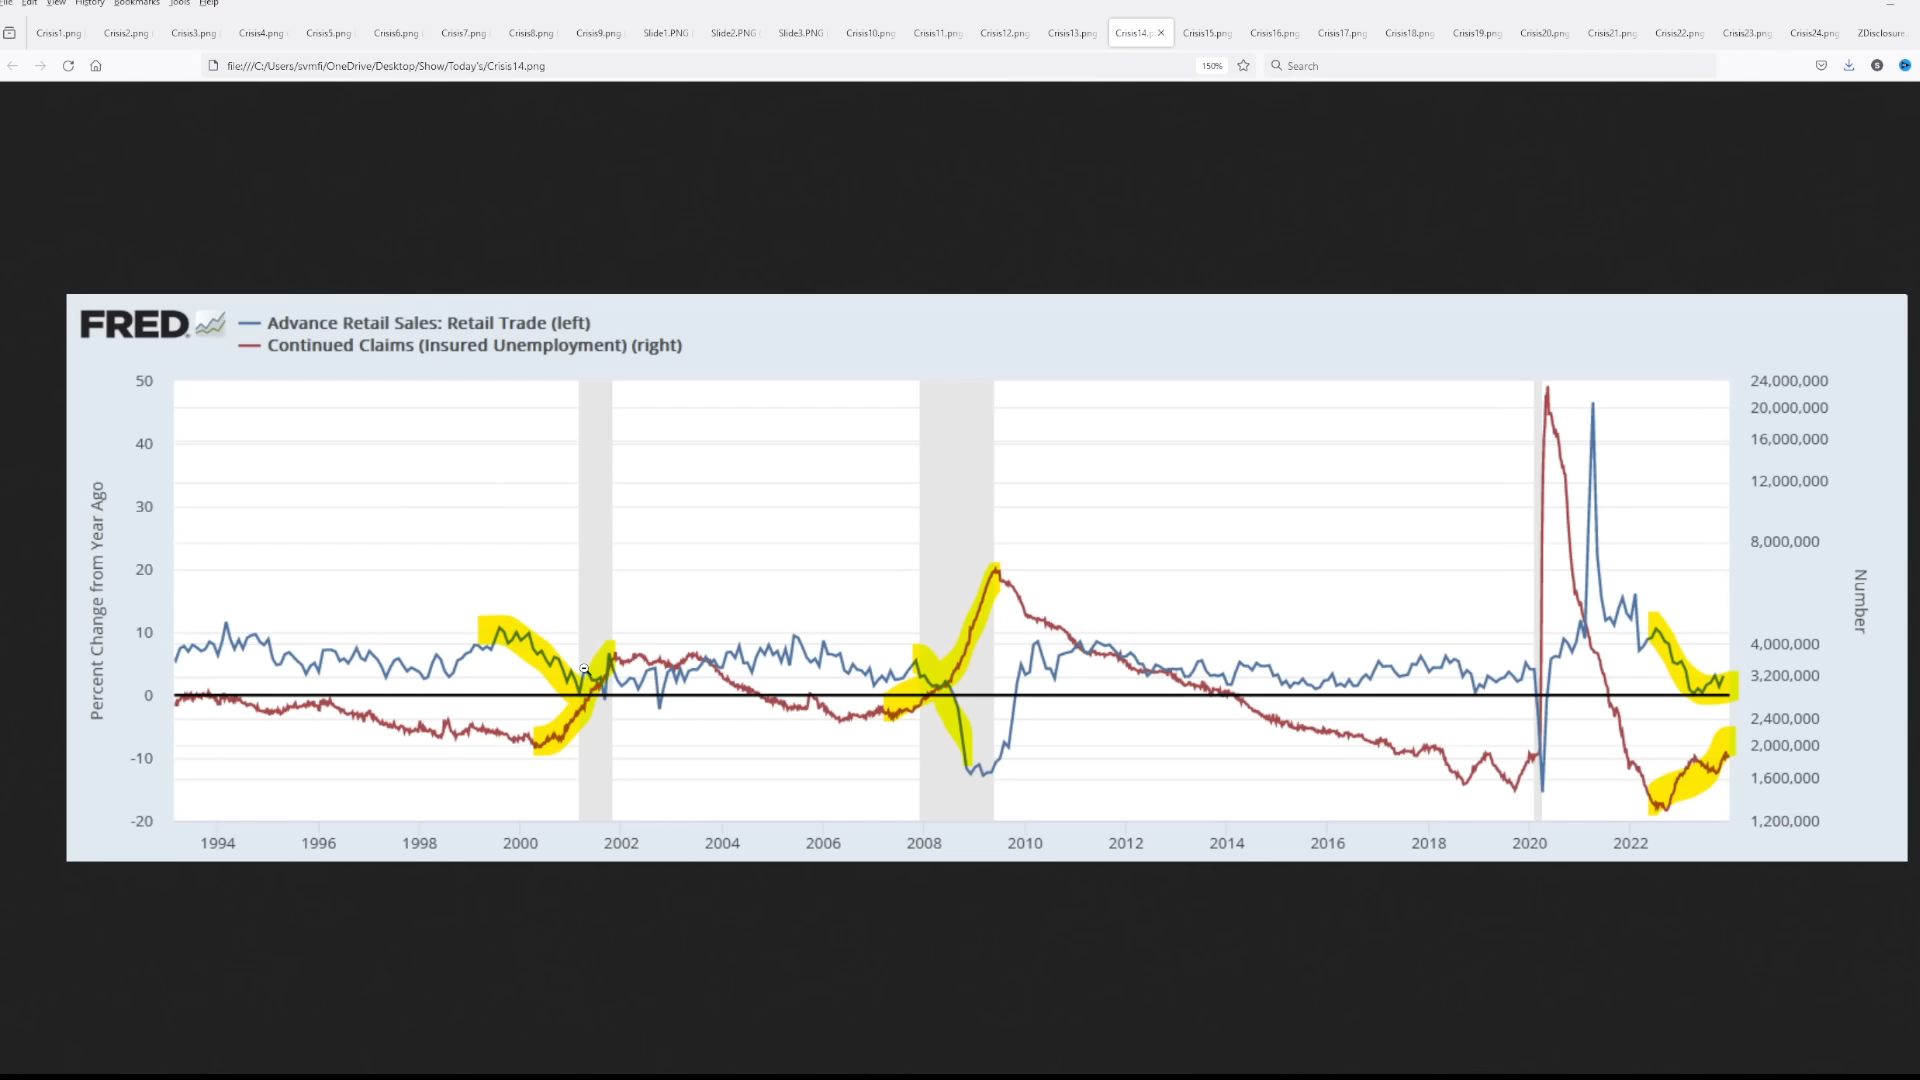 File Edit View History Bookmarks Tools Help
Crisis1.png Crisis2.png Crisis3.png Crisis4.png Crisis5.png Crisis6.png Crisis7.png Crisis8.png Crisis9.png Slide1.PNG Slide2.PNG Slide3.PNG Crisis10.png Crisis11.png Crisis12.png Crisis13.png Crisis14.p Crisis15.png Crisis16.png Crisis17.png Crisis18.png Crisis19.png Crisis20.png Crisis21.png Crisis22.png Crisis23.png Crisis24.png ZDisclosure
file:///C:/Users/svmfi/OneDrive/Desktop/Show/Today's/Crisis14.png 150% Search S
FRED
Advance Retail Sales: Retail Trade (left)
Continued Claims (Insured Unemployment) (right)
Percent Change from Year Ago
50
40
30
20
10
0
-10
-20
24,000,000
20,000,000
16,000,000
12,000,000
8,000,000
4,000,000
3,200,000
2,400,000
2,000,000
1,600,000
1,200,000
Number
1994 1996 1998 2000 2002 2004 2006 2008 2010 2012 2014 2016 2018 2020 2022